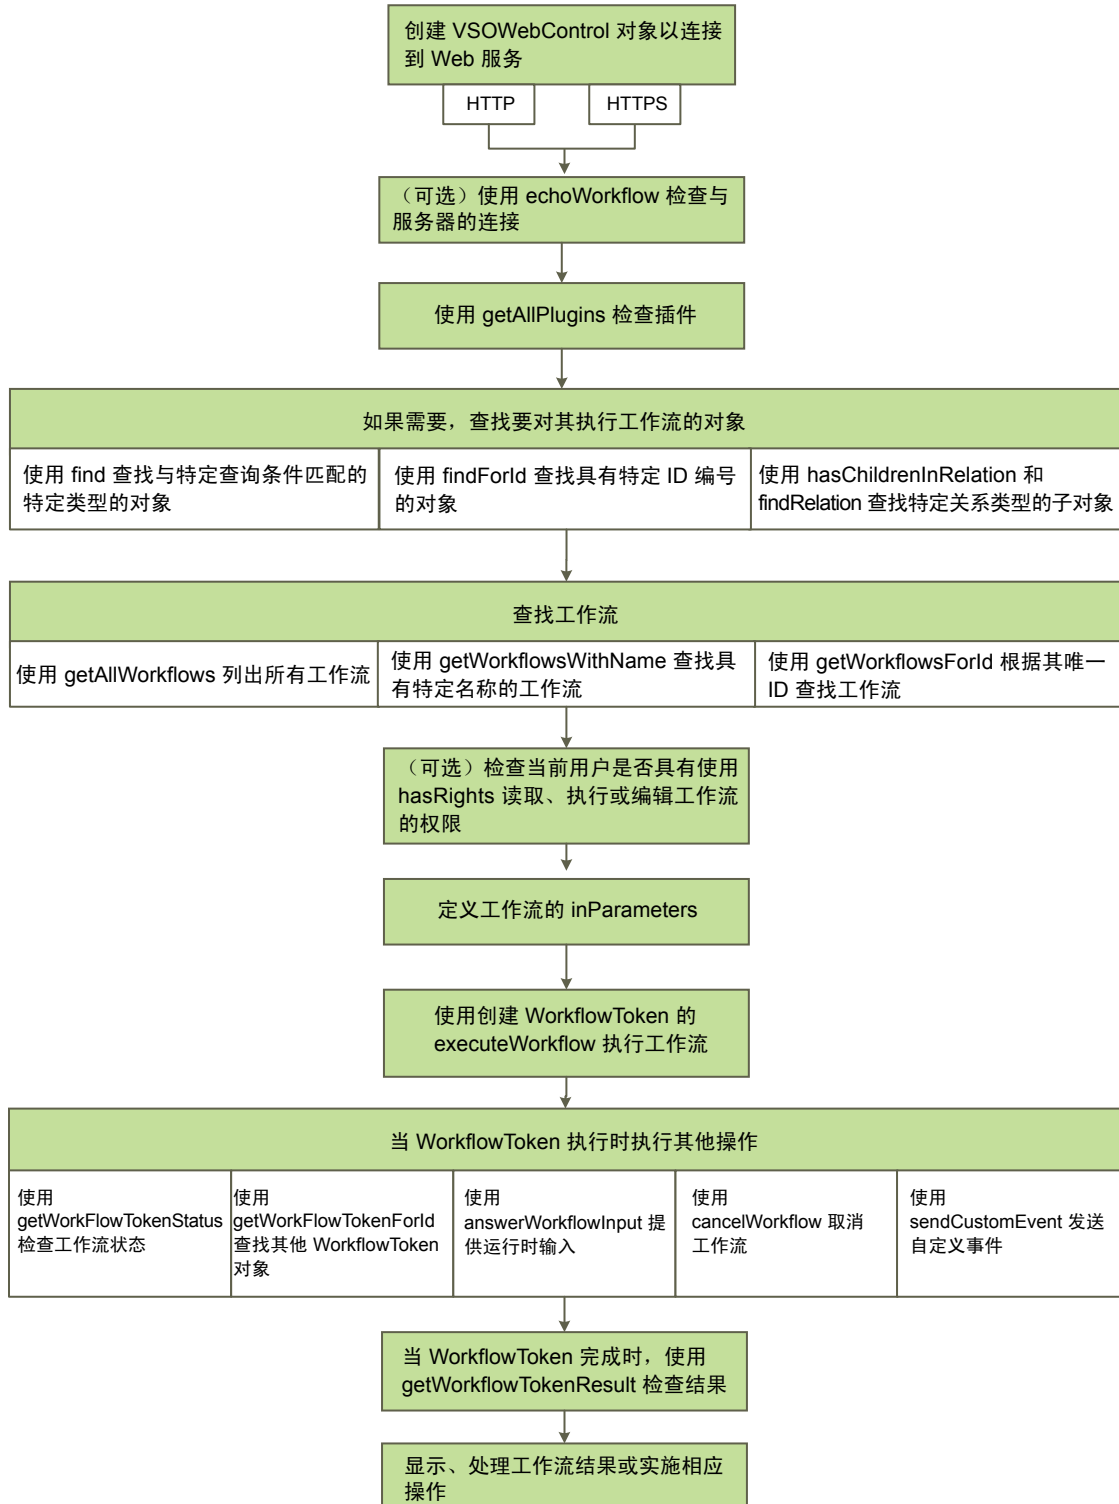 创建 VSOWebControl 对象以连接
到 Web 服务
HTTP
HTTPS
（可选）使用 echoWorkflow 检查与
服务器的连接
使用 getAllPlugins 检查插件
如果需要，查找要对其执行工作流的对象
使用 find 查找与特定查询条件匹配的
特定类型的对象
使用 findForId 查找具有特定 ID 编号
的对象
使用 hasChildrenInRelation 和
findRelation 查找特定关系类型的子对象
查找工作流
使用 getAllWorkflows 列出所有工作流
使用 getWorkflowsWithName 查找具
有特定名称的工作流
使用 getWorkflowsForId 根据其唯一
ID 查找工作流
（可选）检查当前用户是否具有使用
hasRights 读取、执行或编辑工作流
的权限
定义工作流的 inParameters
使用创建 WorkflowToken 的
executeWorkflow 执行工作流
当 WorkflowToken 执行时执行其他操作
使用
getWorkFlowTokenStatus
检查工作流状态
使用
getWorkFlowTokenForId
查找其他 WorkflowToken
对象
使用
answerWorkflowInput 提
供运行时输入
使用
cancelWorkflow 取消
工作流
使用
sendCustomEvent 发送
自定义事件
当 WorkflowToken 完成时，使用
getWorkflowTokenResult 检查结果
显示、处理工作流结果或实施相应
操作